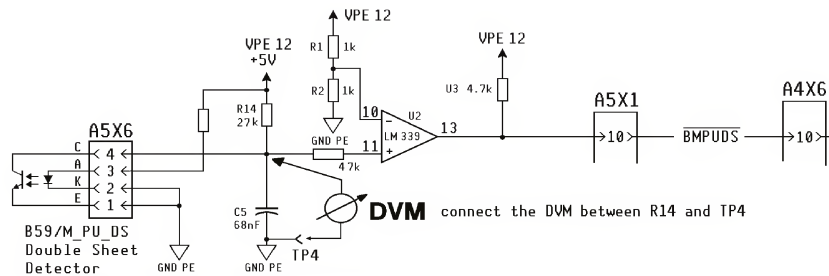 VPE 12
VPE 12
+5V
R1 1k
R2 1k
GND PE
R14
27k
VPE 12
U3 4.7k
U2
10
LM 339
11
13
47k
A5X1
10
BMPUDS
A4X6
10
A5X6
C 4
A 3
K 2
E 1
C5
68nF
DVM connect the DVM between R14 and TP4
TP4
B59/M_PU_DS
Double Sheet
Detector
GND PE
GND PE